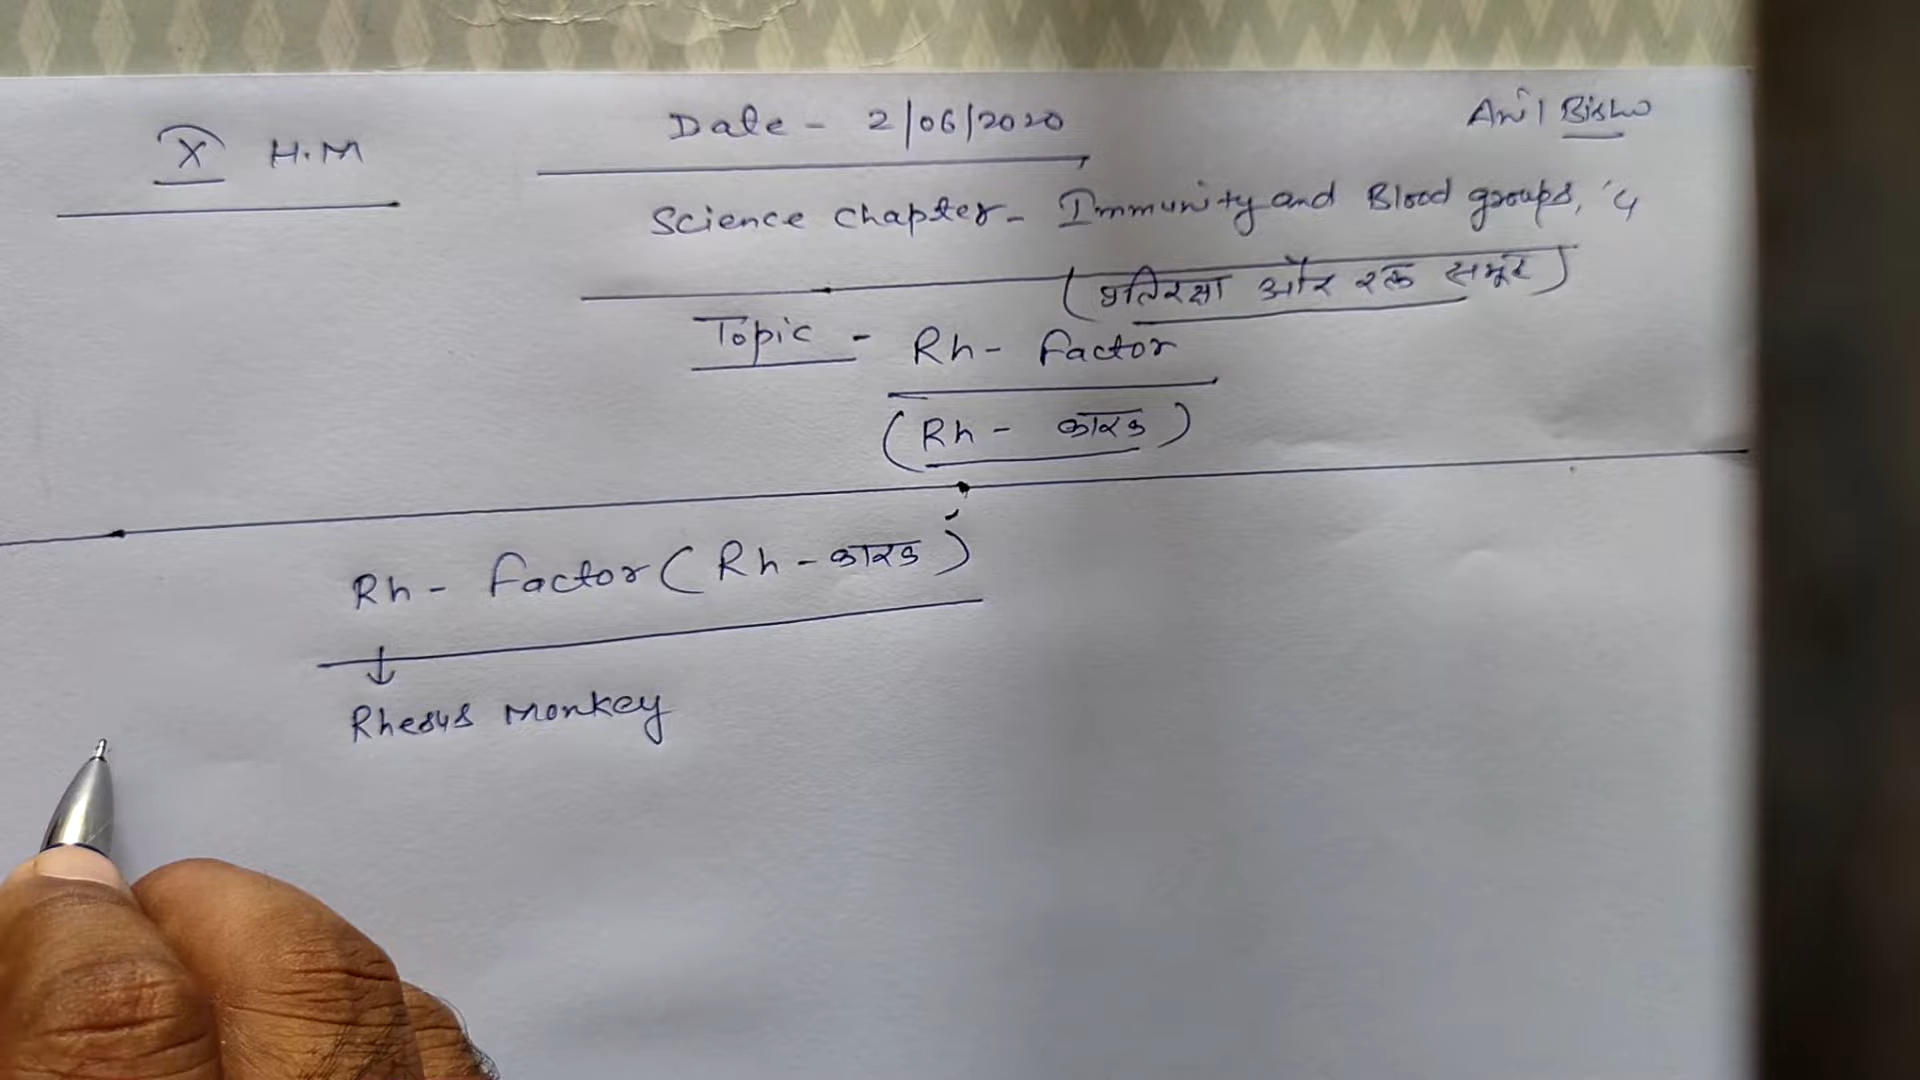 X H.M
Date - 2/06/2020
Anil Bisho
Science chapter - Immunity and Blood groups, '4
(प्रतिरक्षा और रक्त समूह)
Topic - Rh - factor
(Rh - कारक)
Rh - factor (Rh - कारक)
↓
Rhesus Monkey